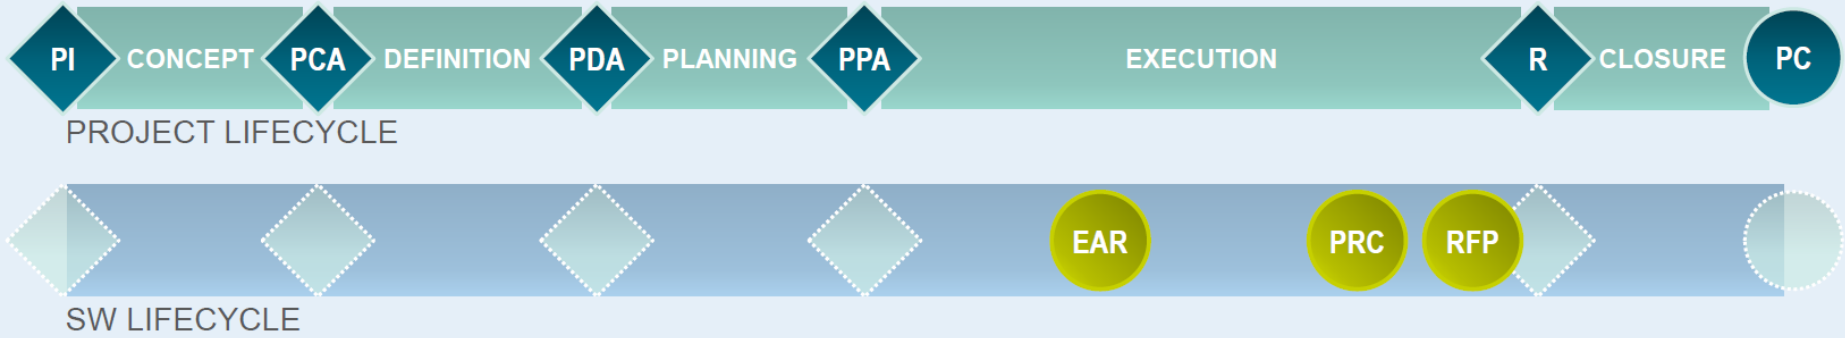 PI CONCEPT PCA DEFINITION PDA PLANNING PPA EXECUTION R CLOSURE PC
PROJECT LIFECYCLE
EAR PRC RFP
SW LIFECYCLE